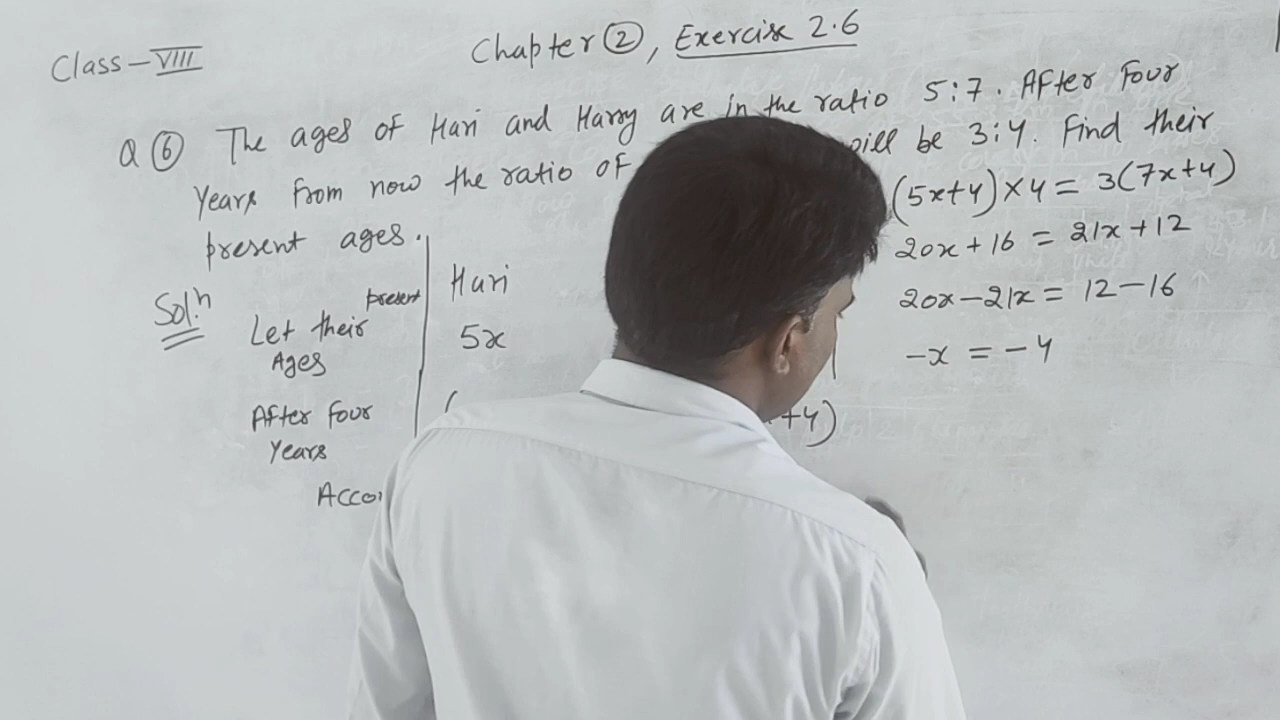 Class-VIII
Chapter ②, Exercise 2.6
Q ⑥ The ages of Hari and Harry are in the ratio 5:7. After Four
Years from now the ratio of will be 3:4. Find their
present ages.
Sol.n
Hari
Let their present
Ages
5x
After Four
Years
( +4)
Accor
(5x+4)×4 = 3(7x+4)
20x+16 = 21x+12
20x-21x = 12-16
-x = -4